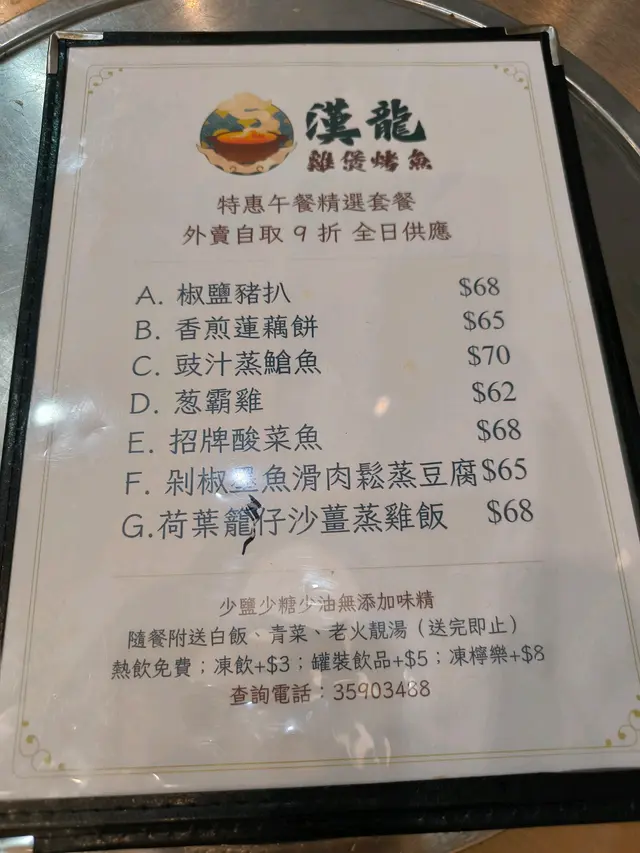 漢龍
雞煲烤魚
特惠午餐精選套餐
外賣自取 9 折 全日供應
A. 椒鹽豬扒 $68
B. 香煎蓮藕餅 $65
C. 豉汁蒸鯧魚 $70
D. 葱霸雞 $62
E. 招牌酸菜魚 $68
F. 剁椒墨魚滑肉鬆蒸豆腐 $65
G.荷葉籠仔沙薑蒸雞飯 $68
少鹽少糖少油無添加味精
隨餐附送白飯、青菜、老火靚湯（送完即止）
熱飲免費；凍飲+$3；罐裝飲品+$5；凍檸樂+$8
查詢電話：35903488